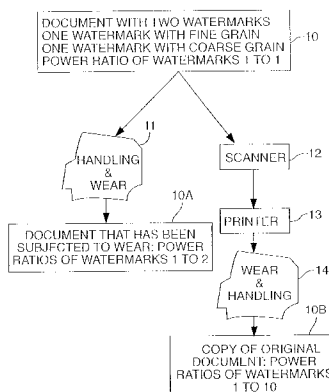 DOCUMENT WITH TWO WATERMARKS
ONE WATERMARK WITH FINE GRAIN
ONE WATERMARK WITH COARSE GRAIN
POWER RATIO OF WATERMARKS 1 TO 1
10
11
HANDLING
&
WEAR
SCANNER
12
10A
PRINTER
13
DOCUMENT THAT HAS BEEN
SUBJECTED TO WEAR: POWER
RATIOS OF WATERMARKS 1 TO 2
WEAR
&
HANDLING
14
10B
COPY OF ORIGINAL
DOCUMENT: POWER
RATIOS OF WATERMARKS
1 TO 10